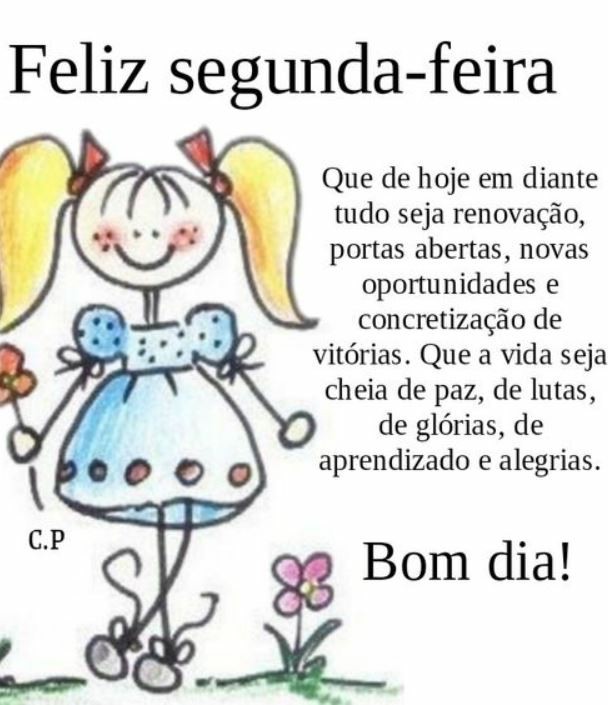 Feliz segunda-feira
Que de hoje em diante
tudo seja renovação,
portas abertas, novas
oportunidades e
concretização de
vitórias. Que a vida seja
cheia de paz, de lutas,
de glórias, de
aprendizado e alegrias.
C.P
Bom dia!